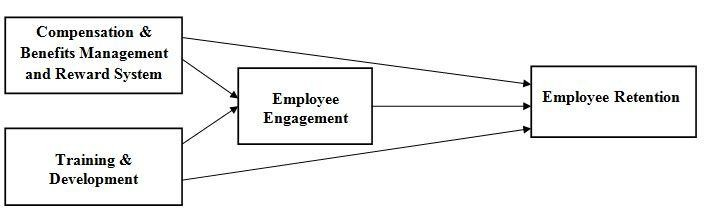 Compensation &
Benefits Management
and Reward System
Employee
Engagement
Employee Retention
Training &
Development